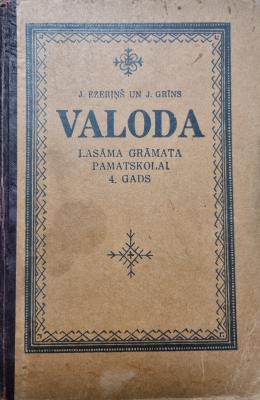 J. EZERIŅŠ UN J. GRĪNS
VALODA
LASĀMA GRĀMATA
PAMATSKOLAI
4. GADS